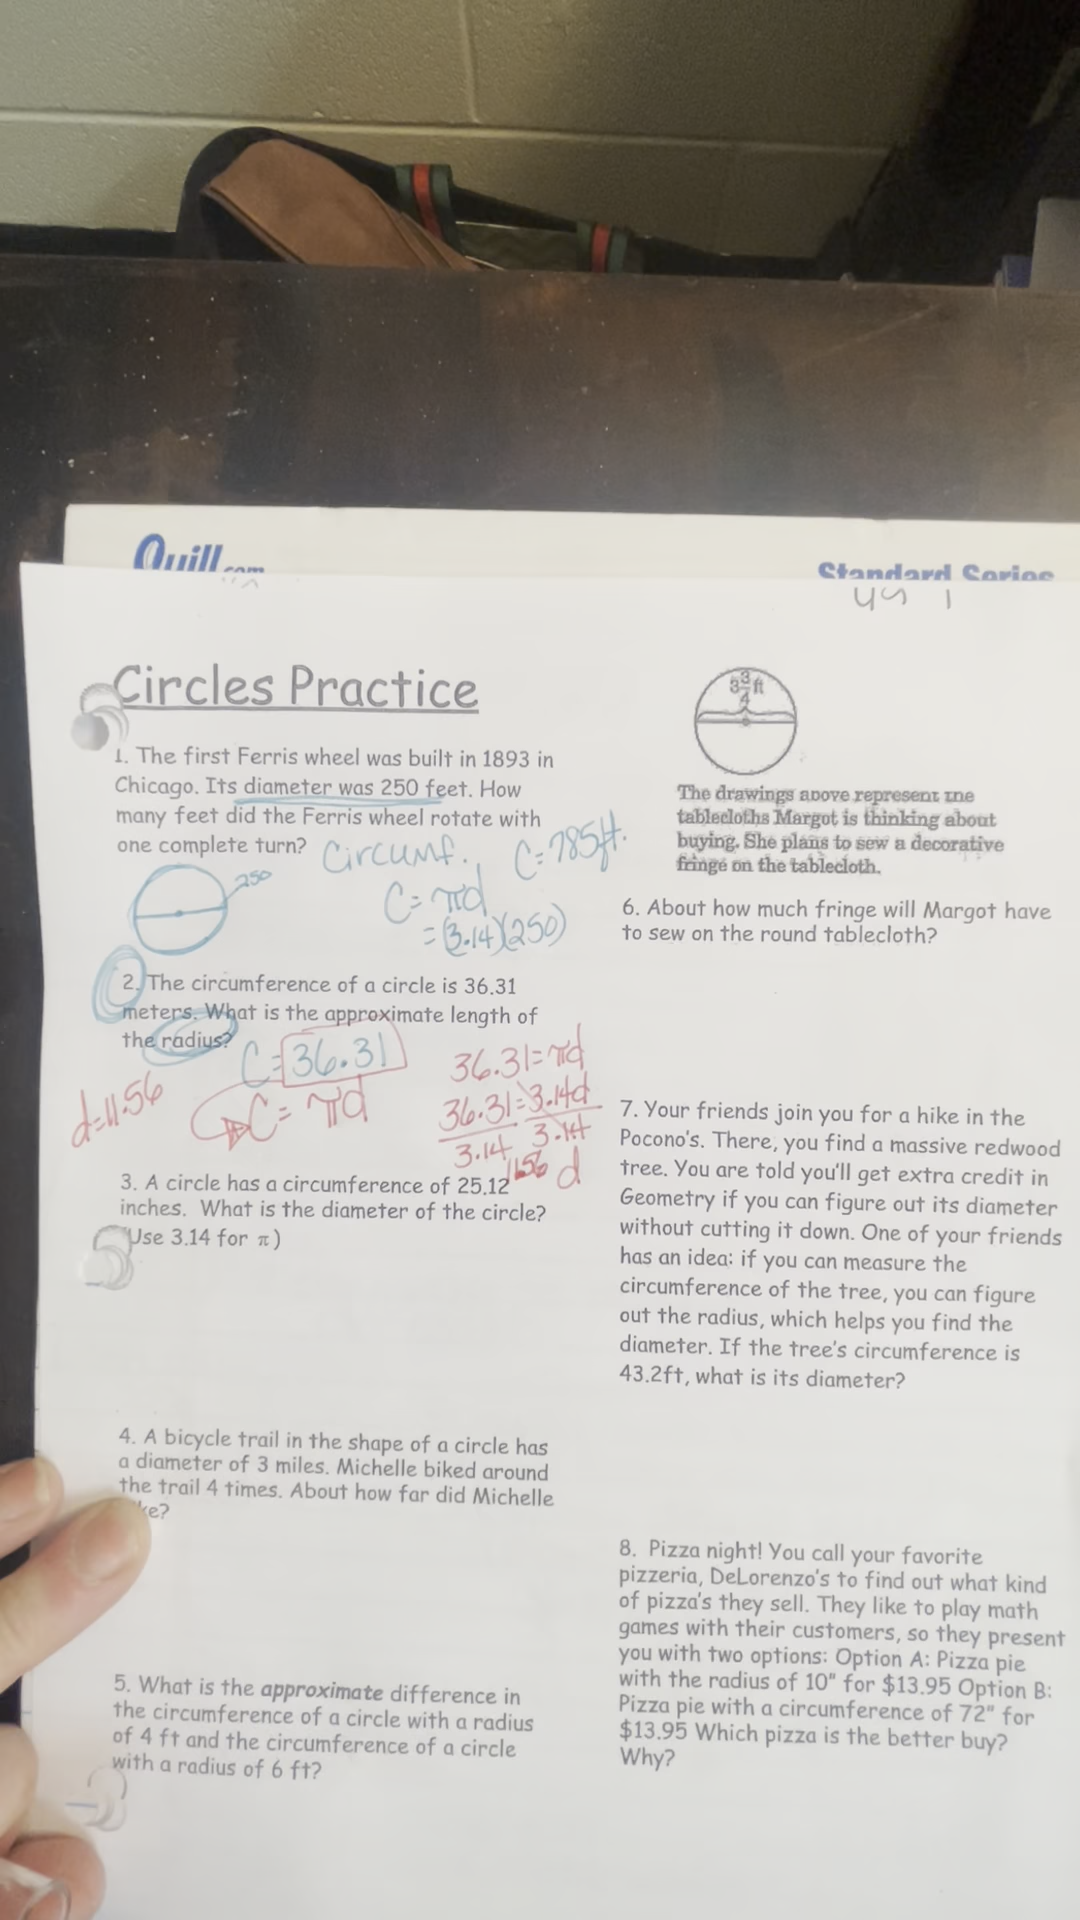 Quill.com
Standard Series
Circles Practice
1. The first Ferris wheel was built in 1893 in
Chicago. Its diameter was 250 feet. How
many feet did the Ferris wheel rotate with
one complete turn?
Circumf.
C=785ft.
250
C=πd
=(3.14)(250)
2. The circumference of a circle is 36.31
meters. What is the approximate length of
the radius?
C=36.31
C=πd
d=11.56
36.31=πd
36.31=3.14d
3.14 3.14
11.56 d
3. A circle has a circumference of 25.12
inches. What is the diameter of the circle?
(Use 3.14 for π)
4. A bicycle trail in the shape of a circle has
a diameter of 3 miles. Michelle biked around
the trail 4 times. About how far did Michelle
ke?
5. What is the approximate difference in
the circumference of a circle with a radius
of 4 ft and the circumference of a circle
with a radius of 6 ft?
3 3/4 ft
The drawings above represent the
tablecloths Margot is thinking about
buying. She plans to sew a decorative
fringe on the tablecloth.
6. About how much fringe will Margot have
to sew on the round tablecloth?
7. Your friends join you for a hike in the
Pocono's. There, you find a massive redwood
tree. You are told you'll get extra credit in
Geometry if you can figure out its diameter
without cutting it down. One of your friends
has an idea: if you can measure the
circumference of the tree, you can figure
out the radius, which helps you find the
diameter. If the tree's circumference is
43.2ft, what is its diameter?
8. Pizza night! You call your favorite
pizzeria, DeLorenzo's to find out what kind
of pizza's they sell. They like to play math
games with their customers, so they present
you with two options: Option A: Pizza pie
with the radius of 10" for $13.95 Option B:
Pizza pie with a circumference of 72" for
$13.95 Which pizza is the better buy?
Why?